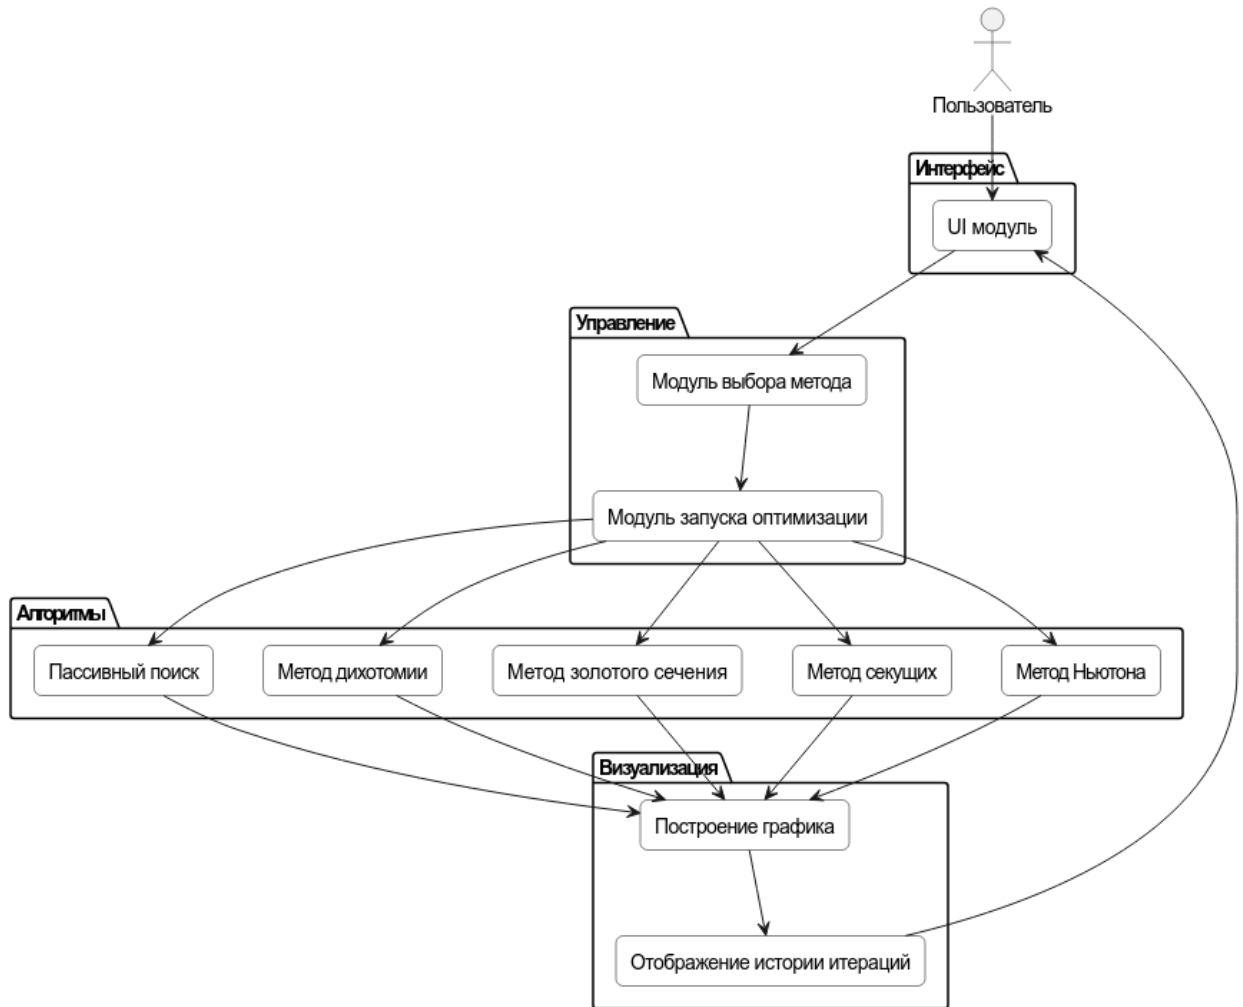 Пользователь
Интерфейс
UI модуль
Управление
Модуль выбора метода
Модуль запуска оптимизации
Алгоритмы
Пассивный поиск
Метод дихотомии
Метод золотого сечения
Метод секущих
Метод Ньютона
Визуализация
Построение графика
Отображение истории итераций